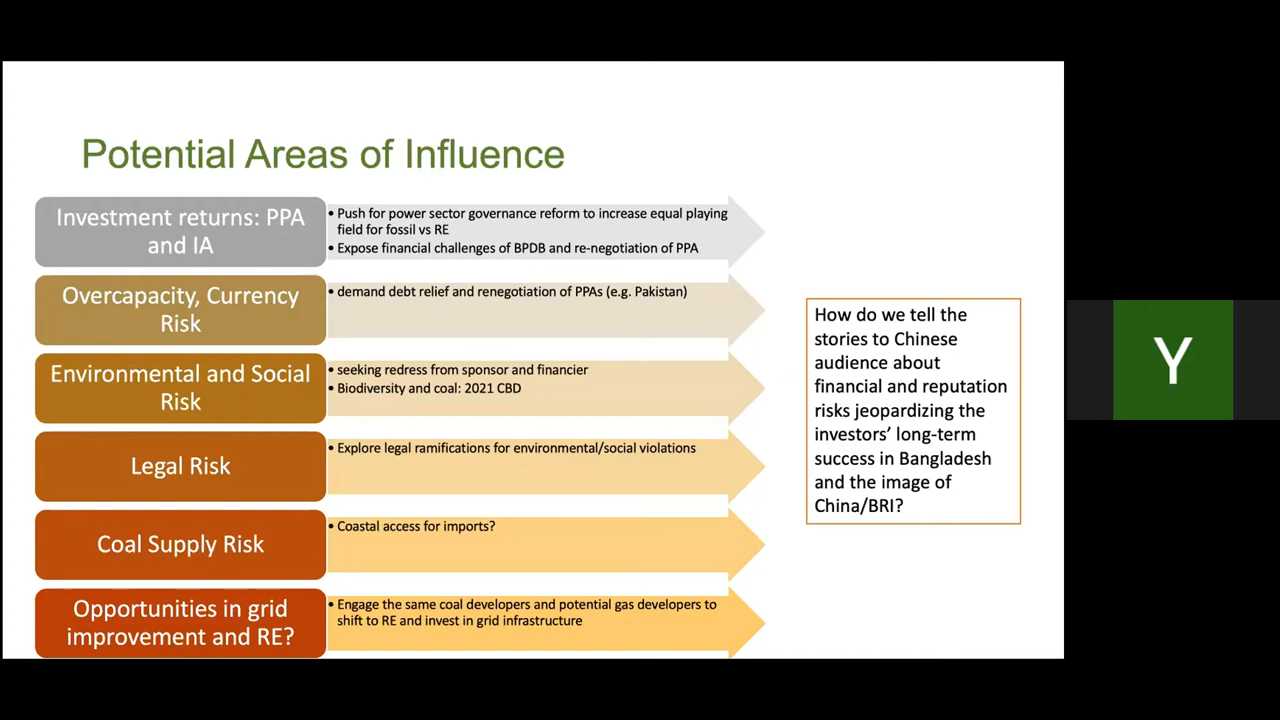 Potential Areas of Influence
Investment returns: PPA
and IA
• Push for power sector governance reform to increase equal playing
field for fossil vs RE
• Expose financial challenges of BPDB and re-negotiation of PPA
Overcapacity, Currency
Risk
• demand debt relief and renegotiation of PPAs (e.g. Pakistan)
Environmental and Social
Risk
• seeking redress from sponsor and financier
• Biodiversity and coal: 2021 CBD
Legal Risk
• Explore legal ramifications for environmental/social violations
Coal Supply Risk
• Coastal access for imports?
Opportunities in grid
improvement and RE?
• Engage the same coal developers and potential gas developers to
shift to RE and invest in grid infrastructure
How do we tell the
stories to Chinese
audience about
financial and reputation
risks jeopardizing the
investors’ long-term
success in Bangladesh
and the image of
China/BRI?
Y